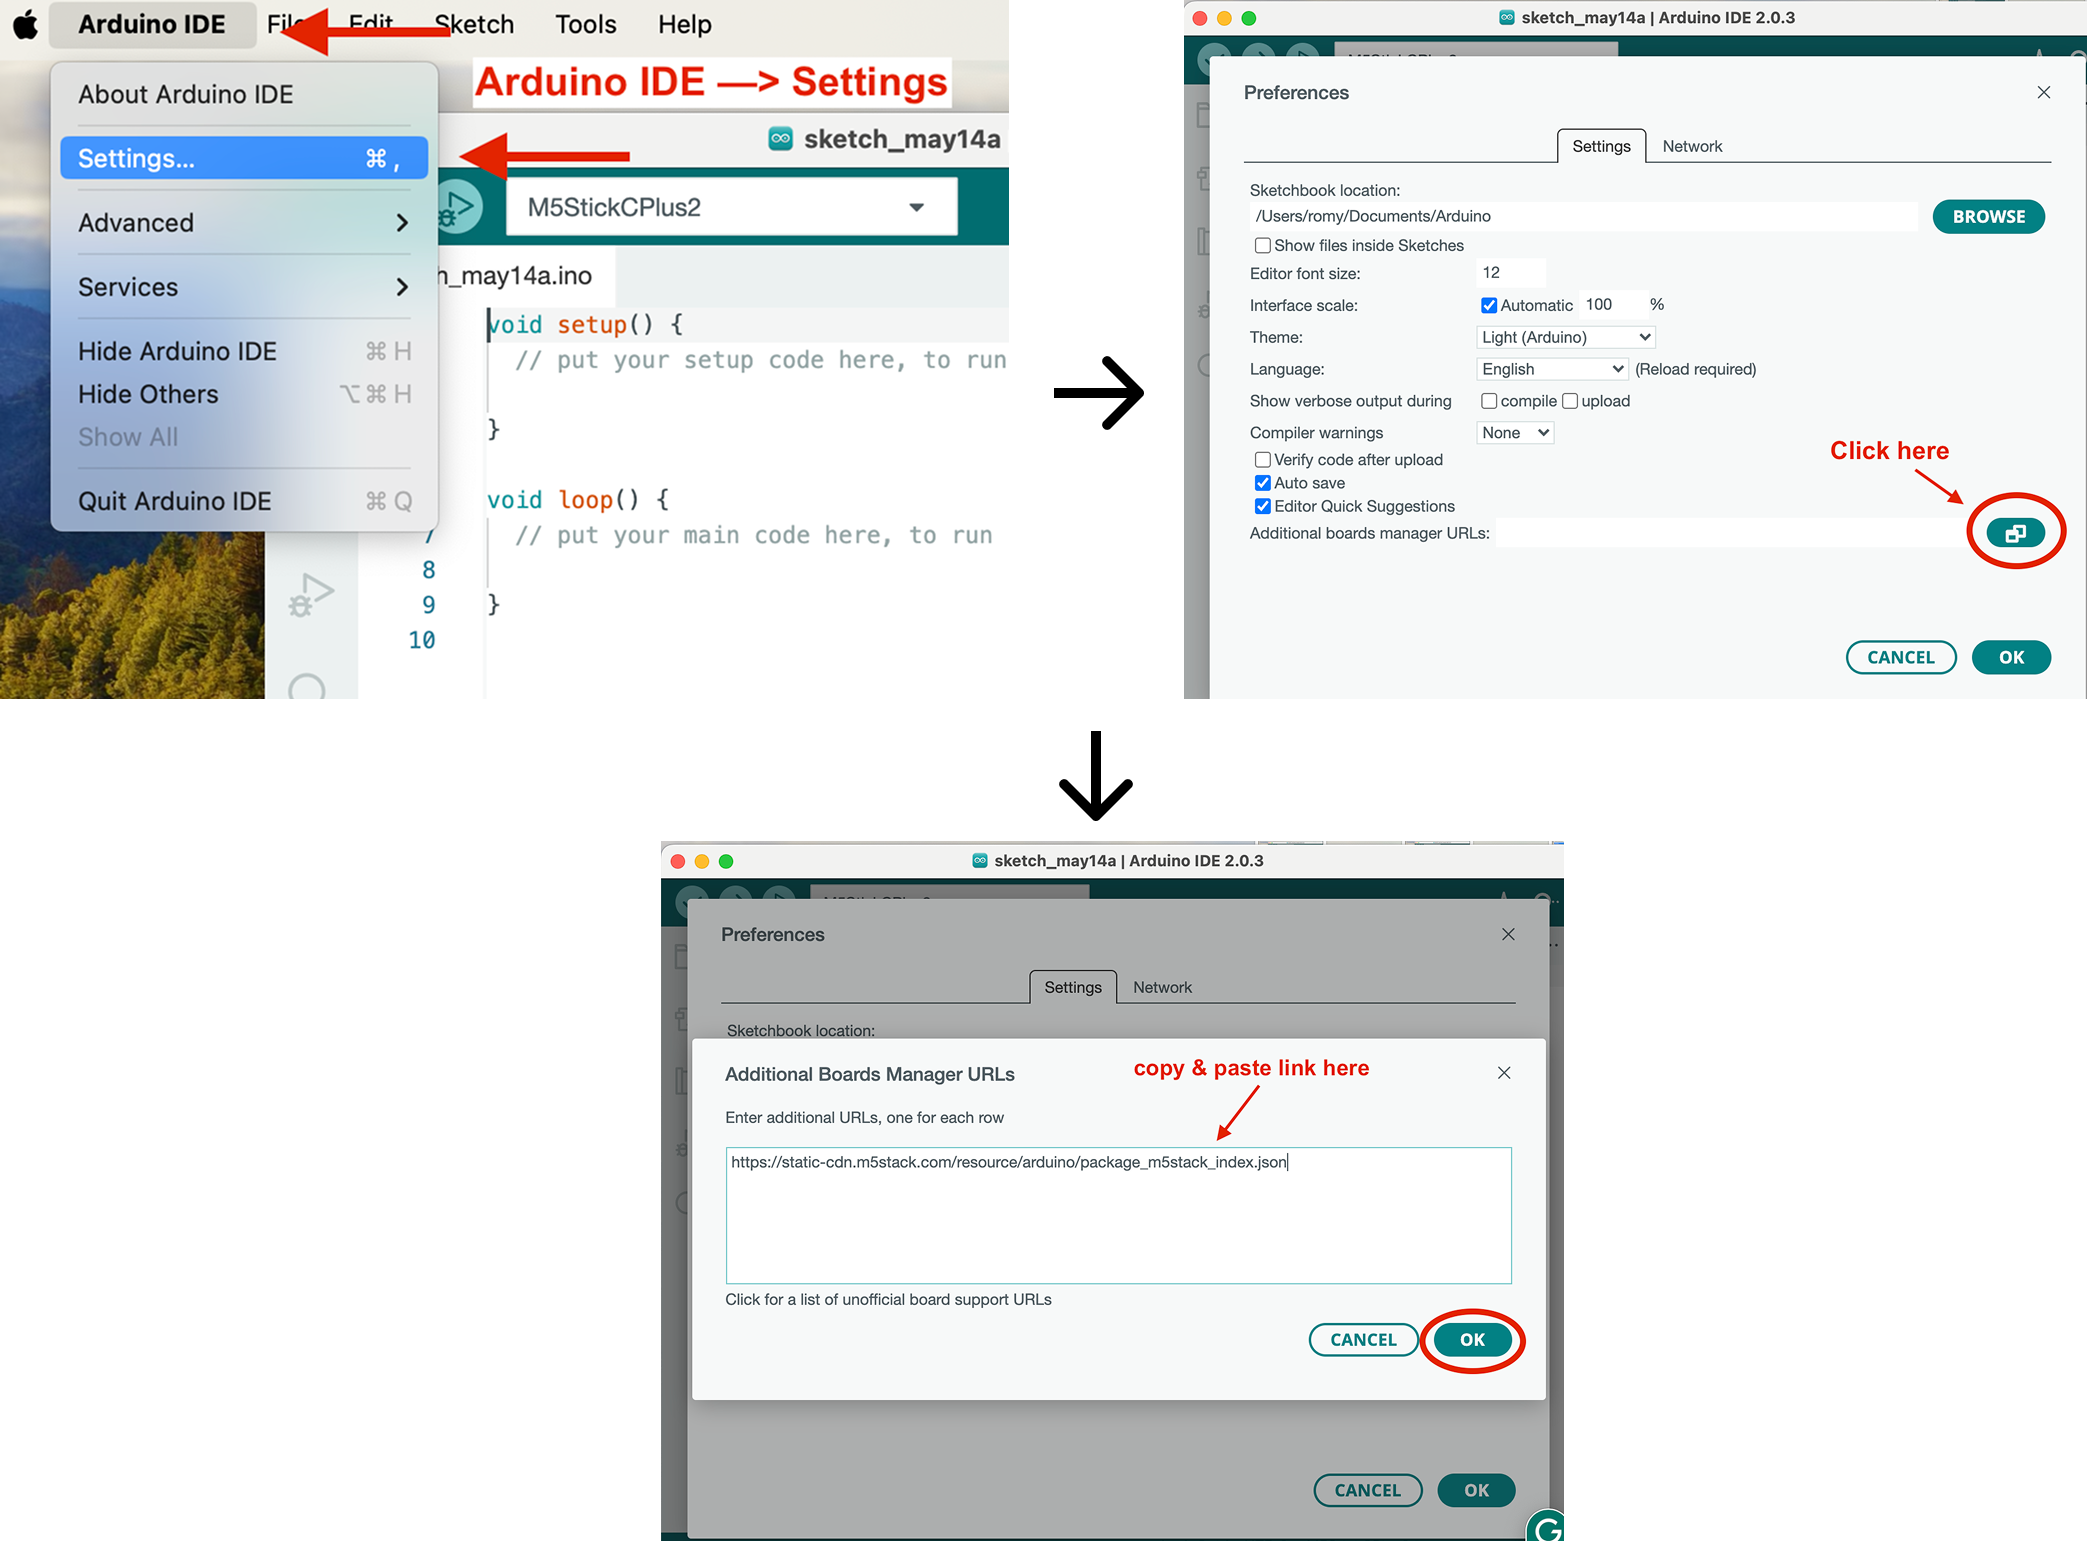 Arduino IDE File Edit Sketch Tools Help
Arduino IDE —> Settings
About Arduino IDE
Settings... ⌘ ,
Advanced
Services
Hide Arduino IDE ⌘ H
Hide Others ⌥ ⌘ H
Show All
Quit Arduino IDE ⌘ Q
sketch_may14a
M5StickCPlus2
h_may14a.ino
void setup() {
// put your setup code here, to run
}
void loop() {
7 // put your main code here, to run
8
9 }
10
sketch_may14a | Arduino IDE 2.0.3
Preferences
Settings Network
Sketchbook location:
/Users/romy/Documents/Arduino BROWSE
Show files inside Sketches
Editor font size: 12
Interface scale: Automatic 100 %
Theme: Light (Arduino)
Language: English (Reload required)
Show verbose output during compile upload
Compiler warnings None
Click here
Verify code after upload
Auto save
Editor Quick Suggestions
Additional boards manager URLs:
CANCEL OK
sketch_may14a | Arduino IDE 2.0.3
Preferences
Settings Network
Sketchbook location:
Additional Boards Manager URLs
copy & paste link here
Enter additional URLs, one for each row
https://static-cdn.m5stack.com/resource/arduino/package_m5stack_index.json
Click for a list of unofficial board support URLs
CANCEL OK
CANCEL OK